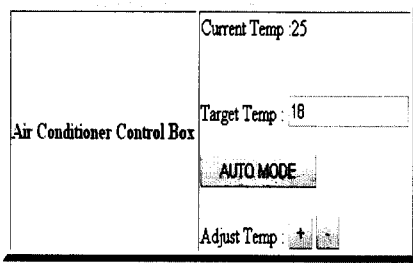 Current Temp :25
Target Temp : 18
Air Conditioner Control Box
AUTO MODE
Adjust Temp : + -